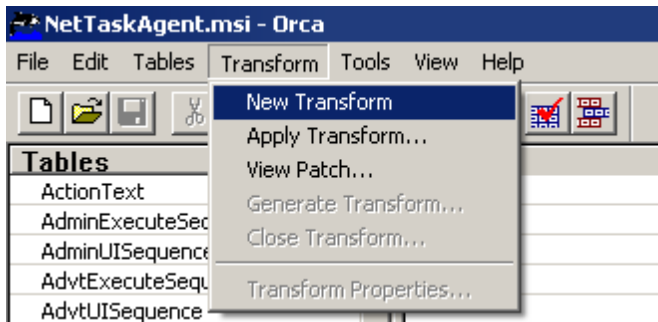 NetTaskAgent.msi - Orca
File Edit Tables Transform Tools View Help
New Transform
Apply Transform...
View Patch...
Generate Transform...
Close Transform...
Transform Properties...
Tables
ActionText
AdminExecuteSec
AdminUISequence
AdvtExecuteSequ
AdvtUISequence